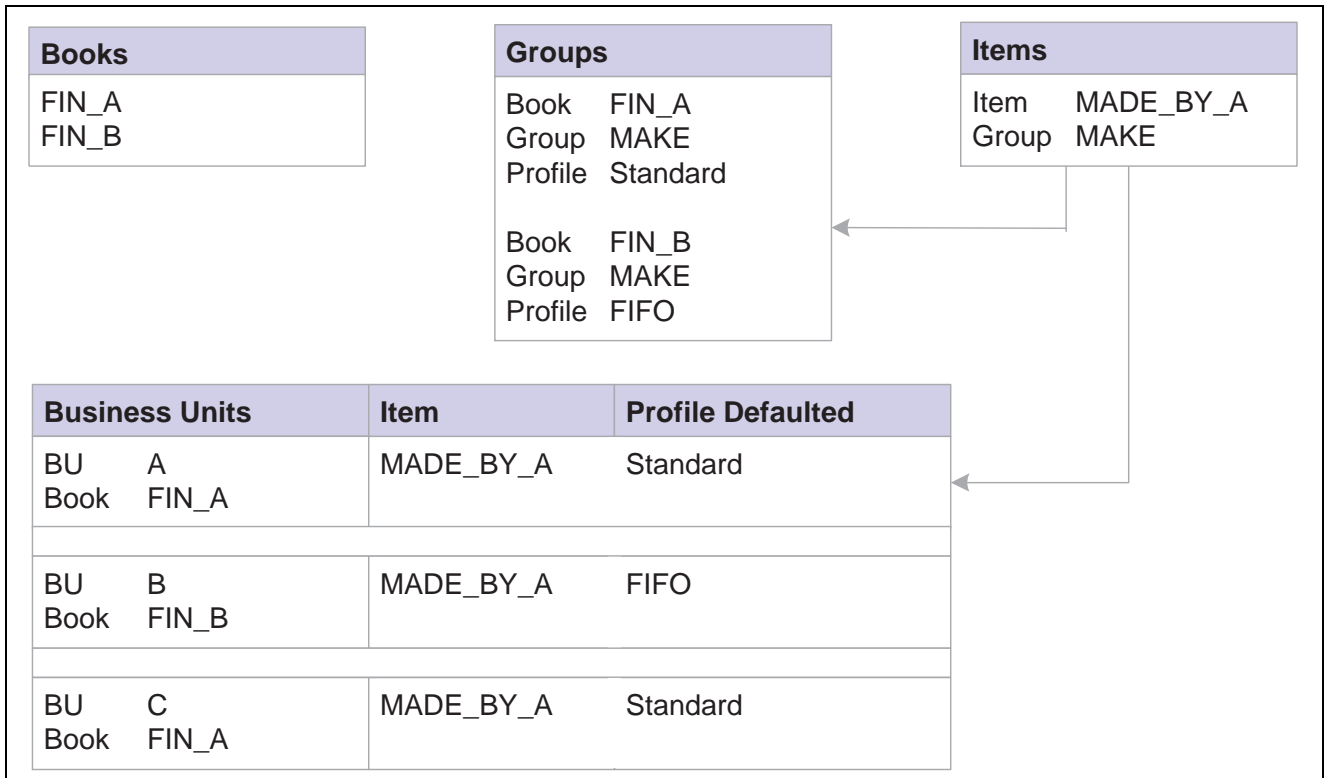 Books
FIN_A
FIN_B
Groups
Book FIN_A
Group MAKE
Profile Standard
Book FIN_B
Group MAKE
Profile FIFO
Items
Item MADE_BY_A
Group MAKE
Business Units Item Profile Defaulted
BU A MADE_BY_A Standard
Book FIN_A
BU B MADE_BY_A FIFO
Book FIN_B
BU C MADE_BY_A Standard
Book FIN_A